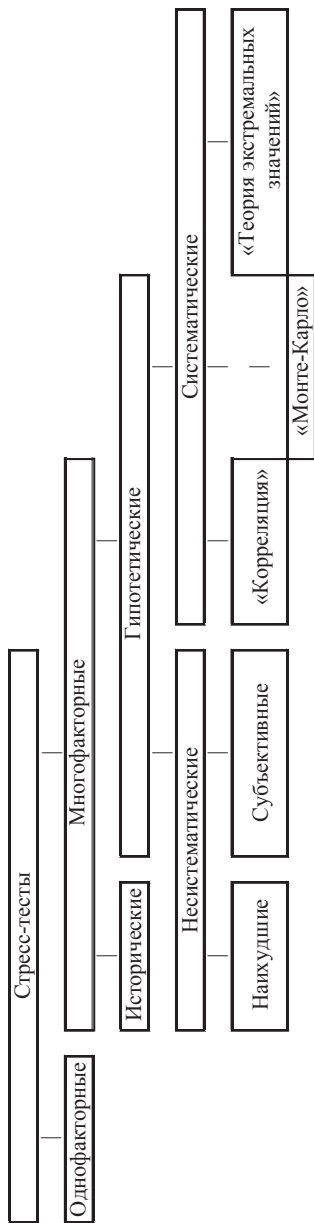 Стресс-тесты
Однофакторные
Многофакторные
Исторические
Гипотетические
Несистематические
Систематические
Наихудшие
Субъективные
«Корреляция»
«Теория экстремальных
значений»
«Монте-Карло»